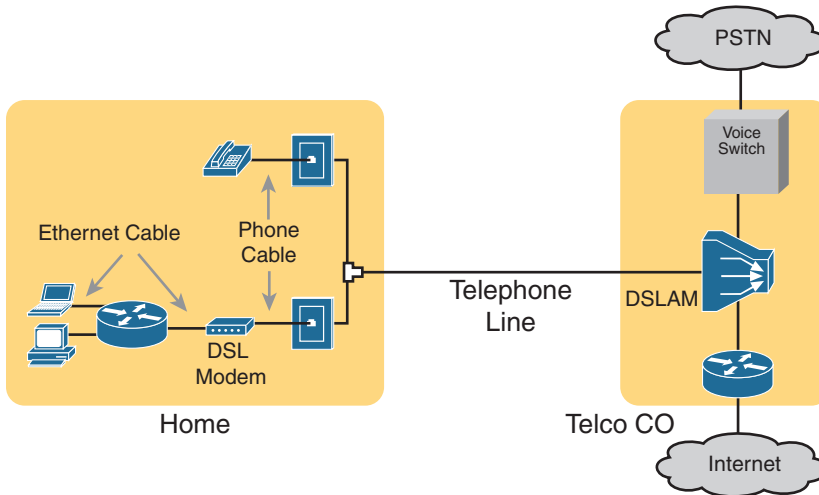 PSTN
Voice
Switch
Ethernet Cable
Phone
Cable
Telephone
Line
DSLAM
DSL
Modem
Home
Telco CO
Internet